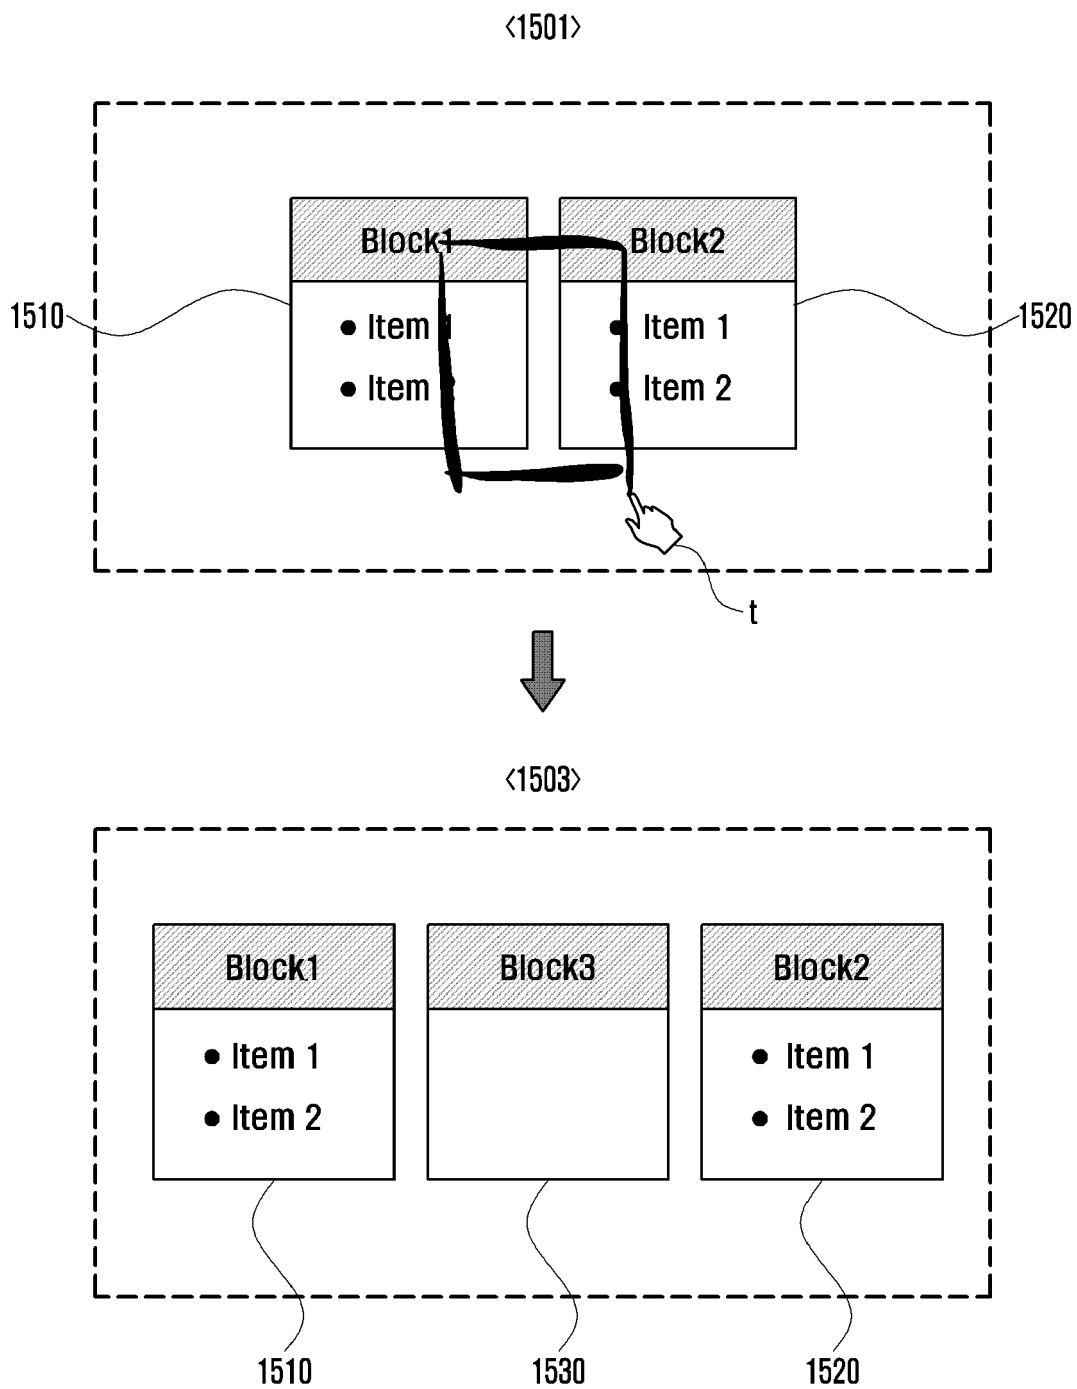 <1501>
Block1 Block2
1510 1520
Item Item 1
Item Item 2
t
<1503>
Block1 Block3 Block2
Item 1 Item 1
Item 2 Item 2
1510 1530 1520